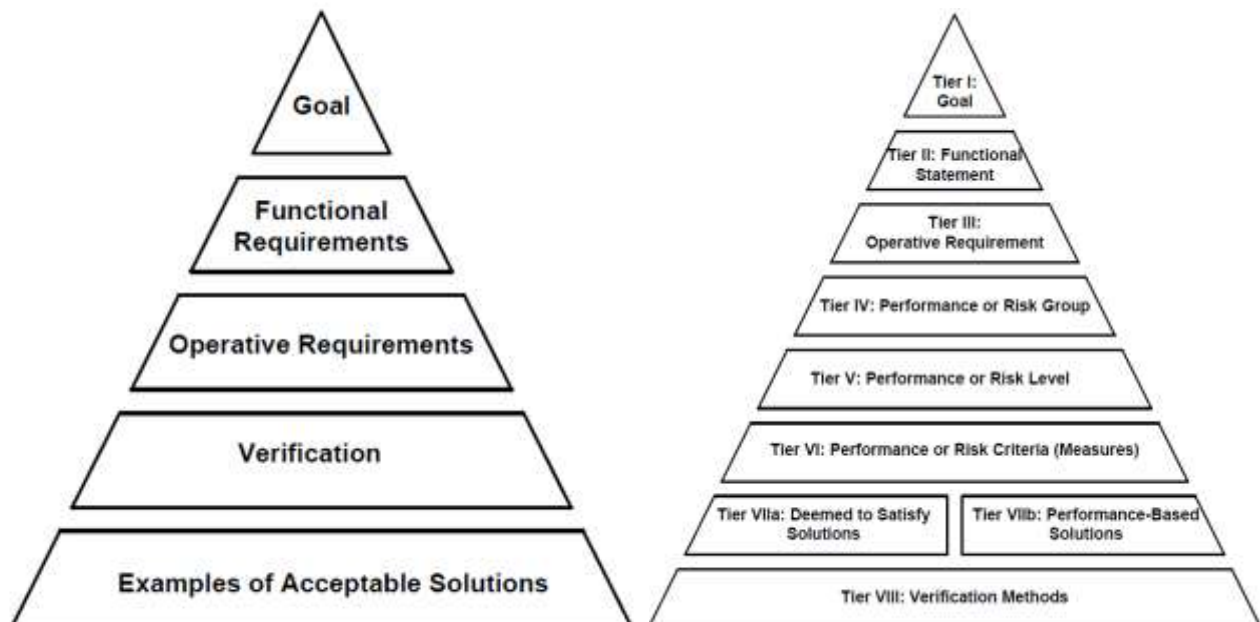 Goal
Functional
Requirements
Operative Requirements
Verification
Examples of Acceptable Solutions
Tier I:
Goal
Tier II: Functional
Statement
Tier III:
Operative Requirement
Tier IV: Performance or Risk Group
Tier V: Performance or Risk Level
Tier VI: Performance or Risk Criteria (Measures)
Tier VIIa: Deemed to Satisfy
Solutions
Tier VIIb: Performance-Based
Solutions
Tier VIII: Verification Methods